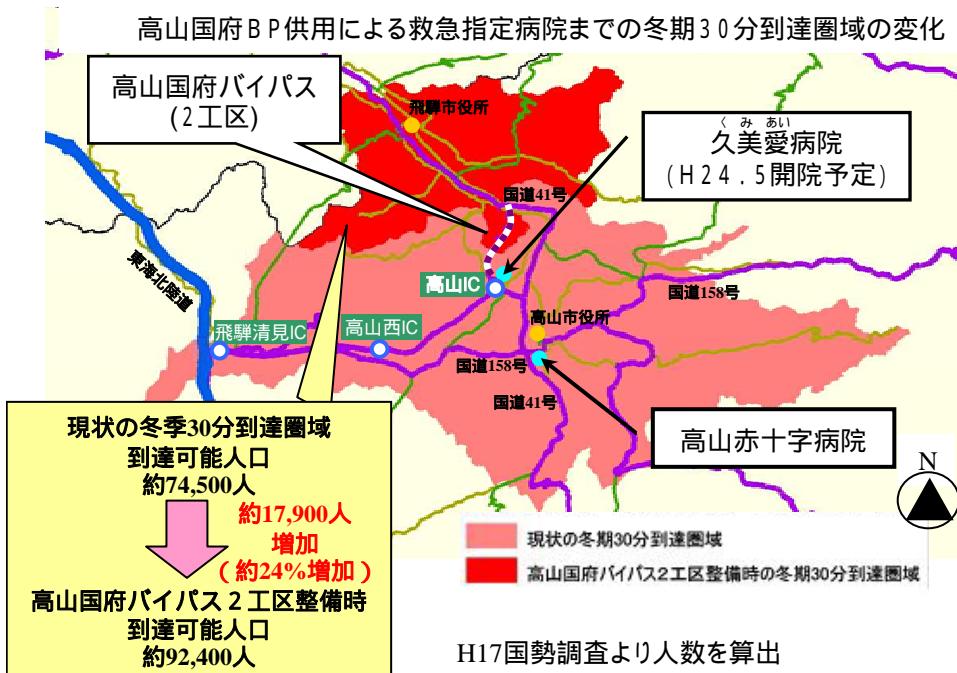 高山国府BP供用による救急指定病院までの冬期30分到達圏域の変化
高山国府バイパス
(2工区)
飛騨市役所
くみあい
久美愛病院
(H24.5開院予定)
国道41号
東海北陸道
高山IC
国道158号
飛騨清見IC
高山西IC
高山市役所
国道158号
国道41号
高山赤十字病院
現状の冬季30分到達圏域
到達可能人口
約74,500人
約17,900人
増加
(約24%増加)
高山国府バイパス2工区整備時
到達可能人口
約92,400人
N
現状の冬期30分到達圏域
高山国府バイパス2工区整備時の冬期30分到達圏域
H17国勢調査より人数を算出